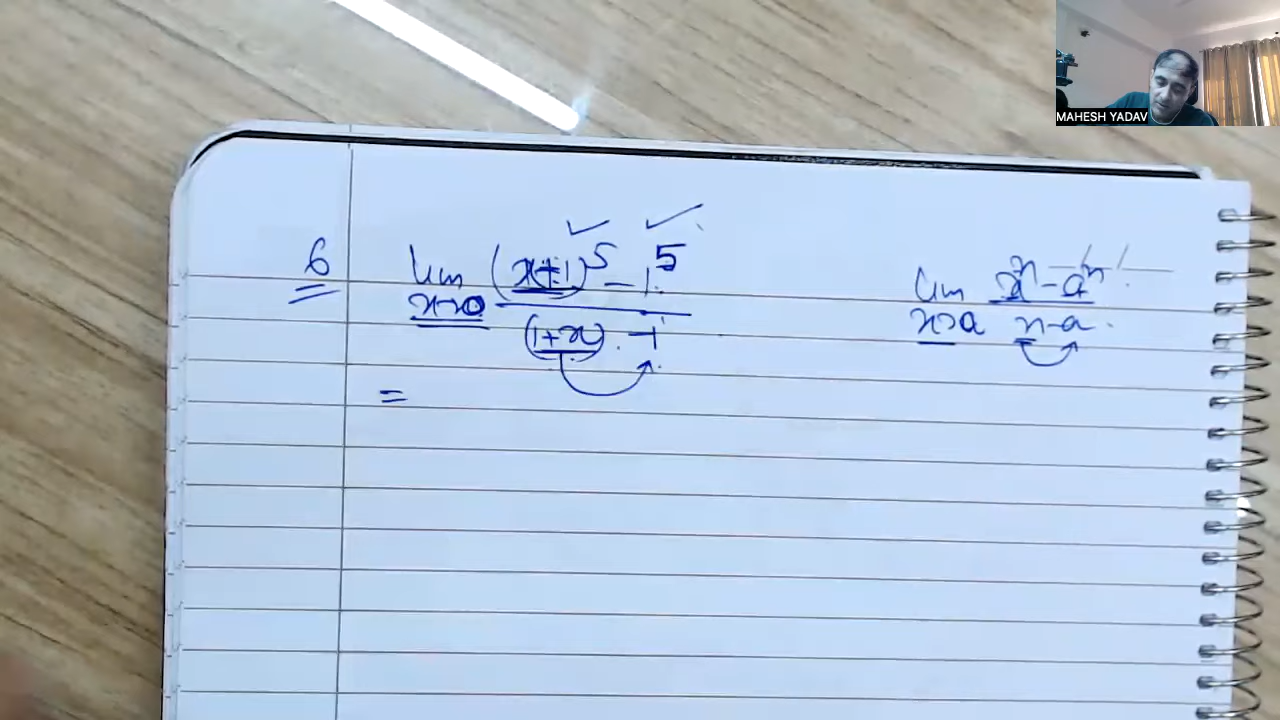 MAHESH YADAV
6 lim (x+1)^5 - 1^5
x→0 (1+x) - 1
=
lim x^n - a^n
x→a x-a